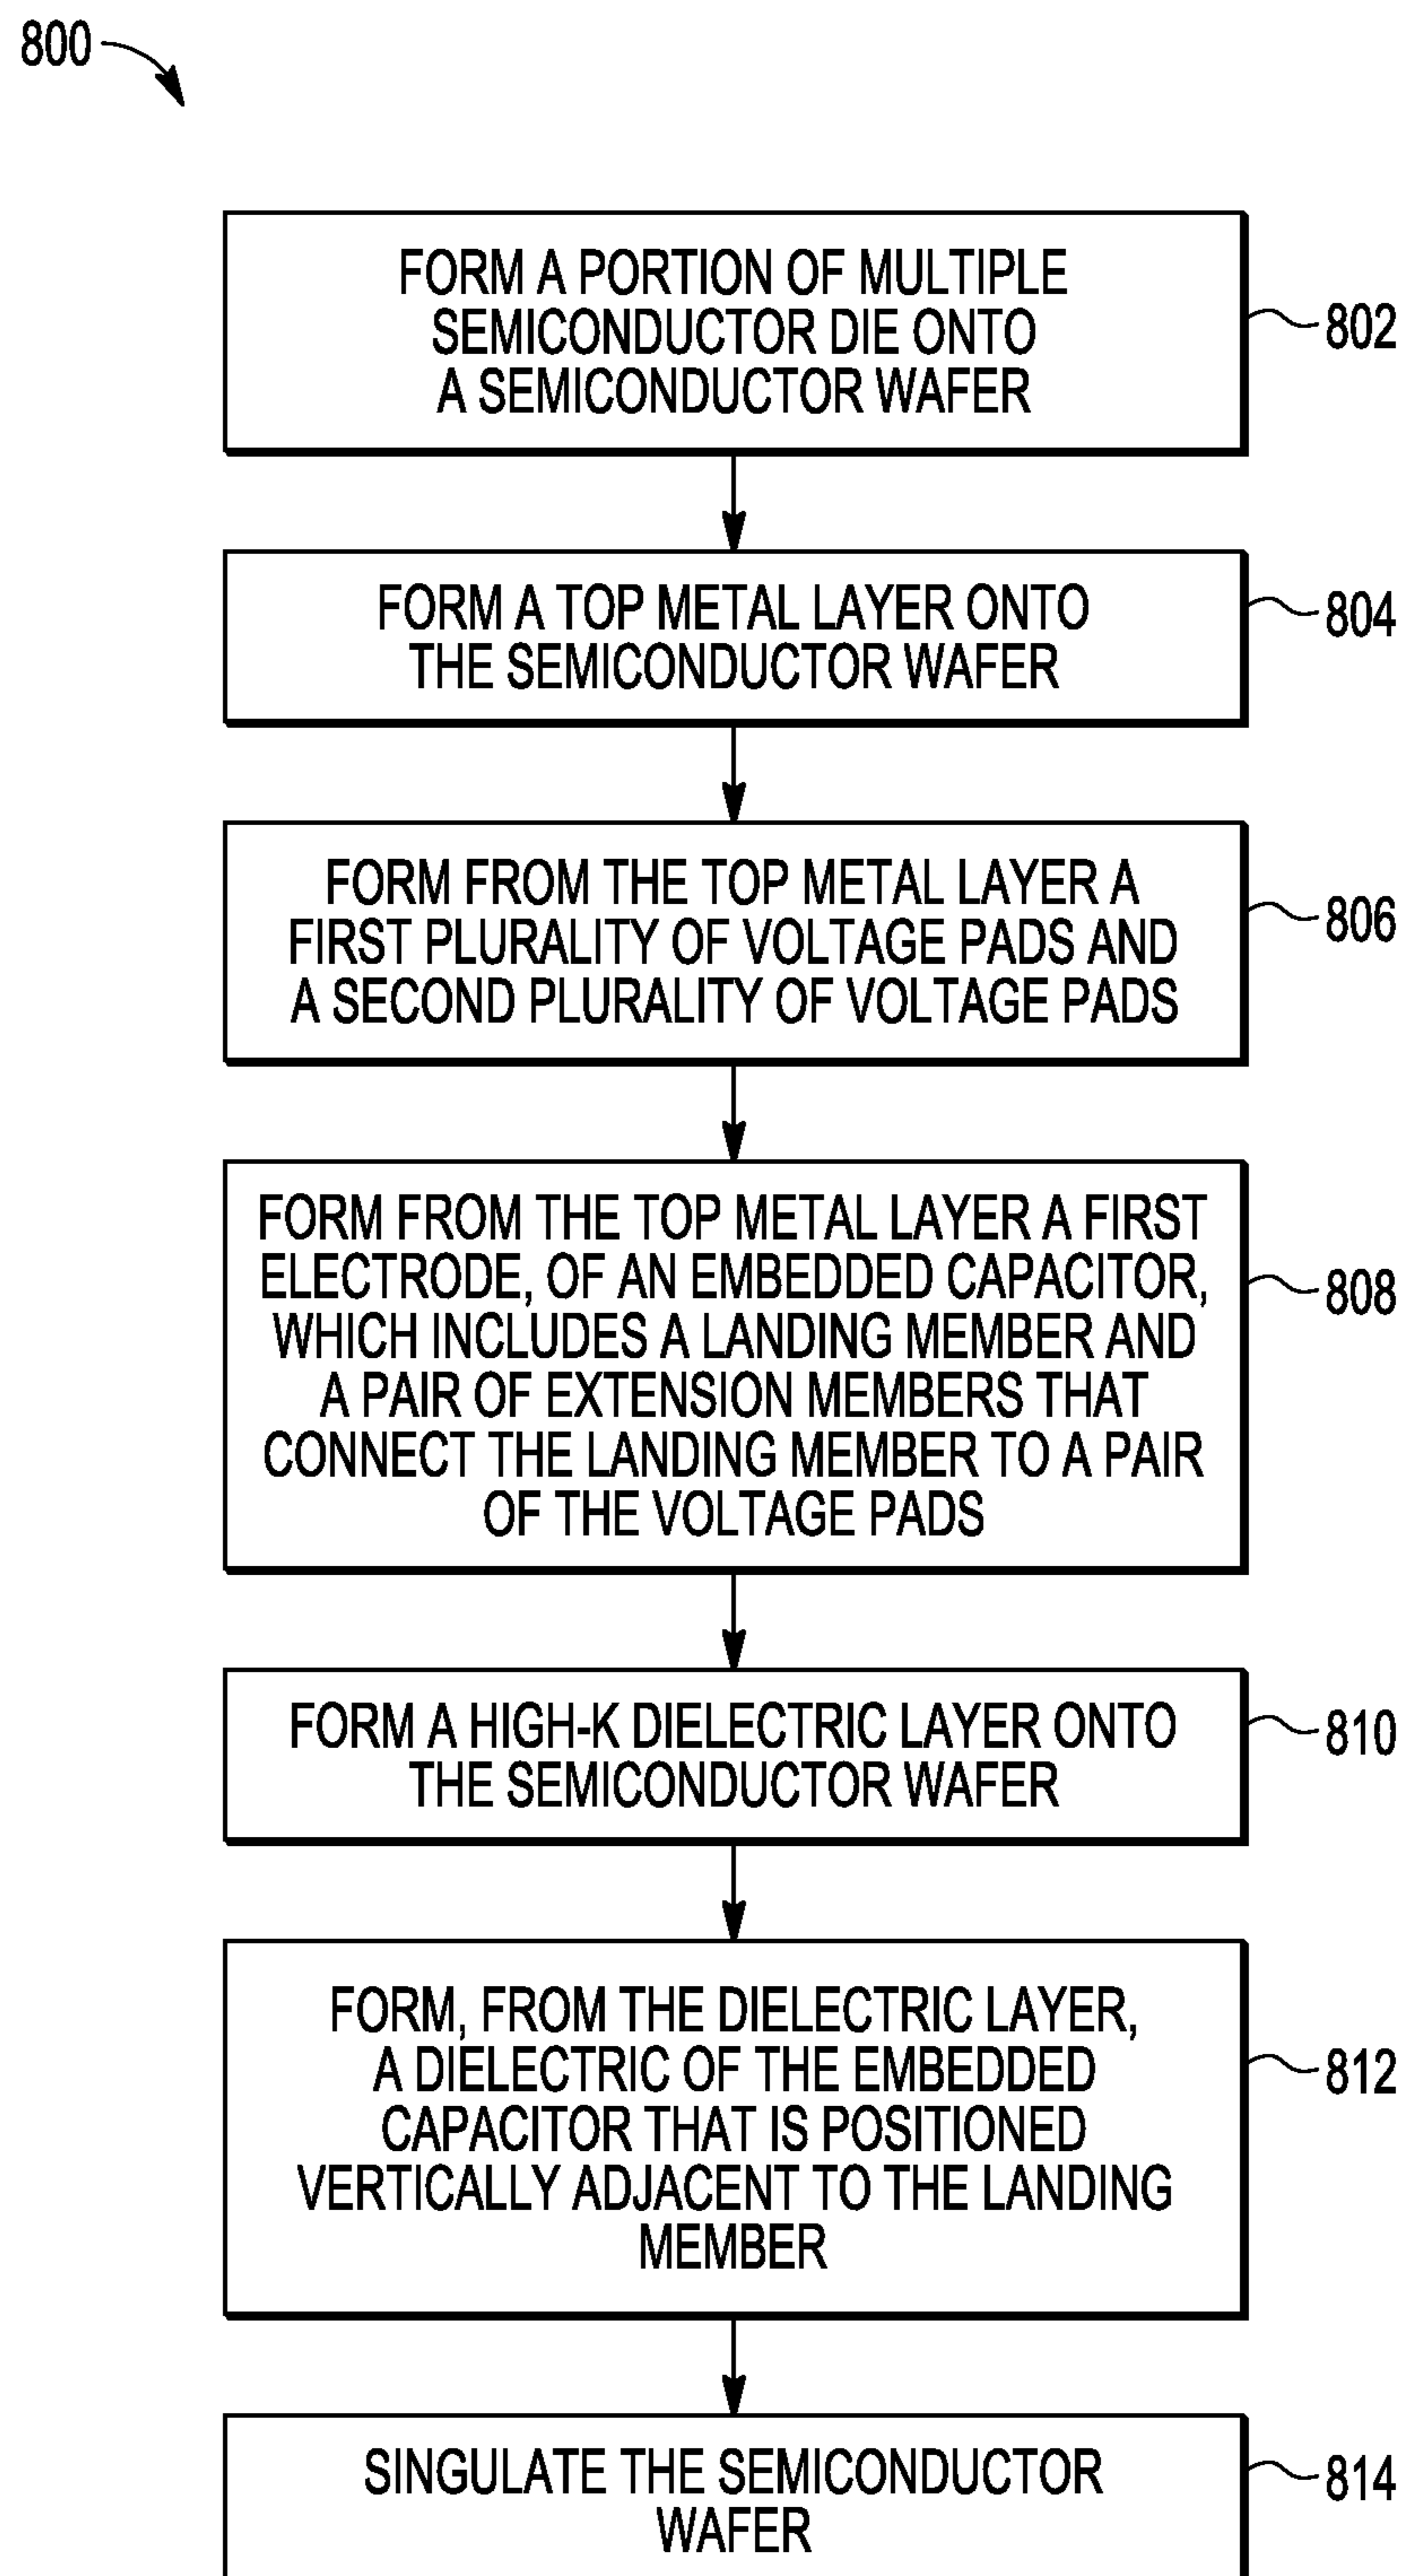 800
FORM A PORTION OF MULTIPLE
SEMICONDUCTOR DIE ONTO
A SEMICONDUCTOR WAFER
802
FORM A TOP METAL LAYER ONTO
THE SEMICONDUCTOR WAFER
804
FORM FROM THE TOP METAL LAYER A
FIRST PLURALITY OF VOLTAGE PADS AND
A SECOND PLURALITY OF VOLTAGE PADS
806
FORM FROM THE TOP METAL LAYER A FIRST
ELECTRODE, OF AN EMBEDDED CAPACITOR,
WHICH INCLUDES A LANDING MEMBER AND
A PAIR OF EXTENSION MEMBERS THAT
CONNECT THE LANDING MEMBER TO A PAIR
OF THE VOLTAGE PADS
808
FORM A HIGH-K DIELECTRIC LAYER ONTO
THE SEMICONDUCTOR WAFER
810
FORM, FROM THE DIELECTRIC LAYER,
A DIELECTRIC OF THE EMBEDDED
CAPACITOR THAT IS POSITIONED
VERTICALLY ADJACENT TO THE LANDING
MEMBER
812
SINGULATE THE SEMICONDUCTOR
WAFER
814